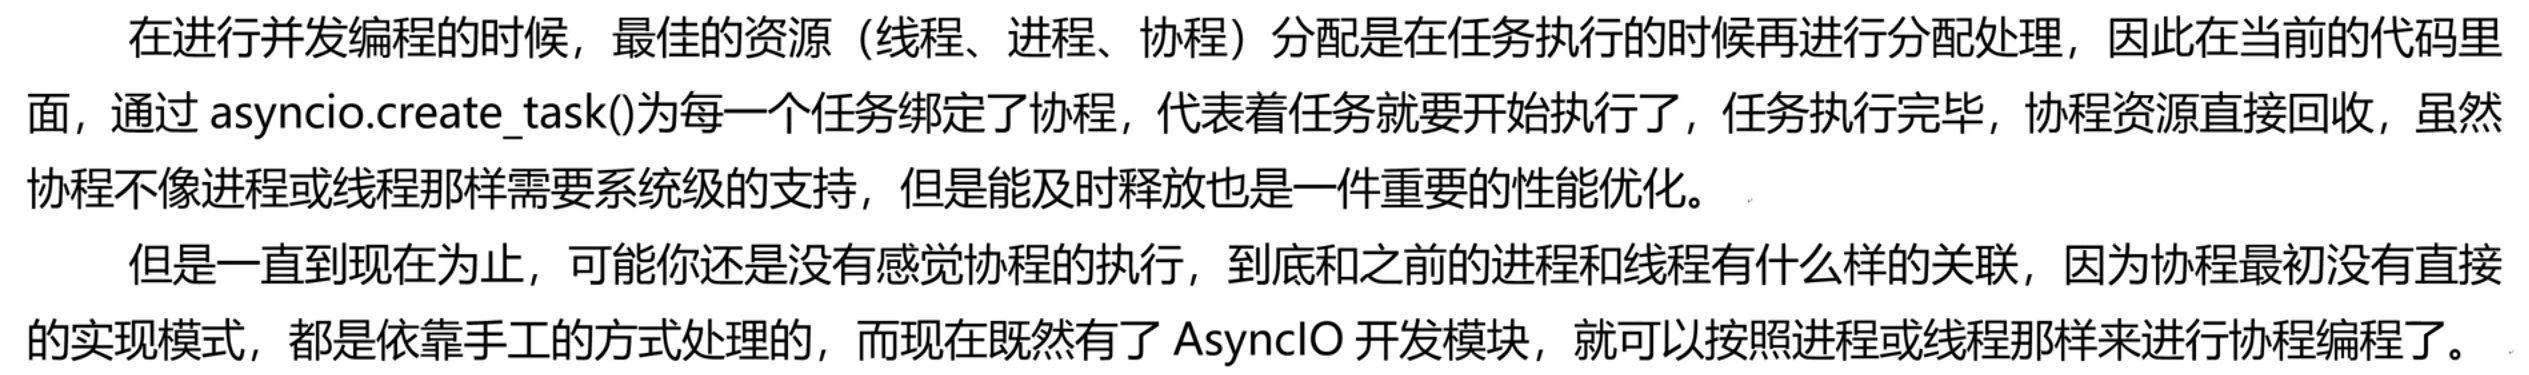 在进行并发编程的时候，最佳的资源（线程、进程、协程）分配是在任务执行的时候再进行分配处理，因此在当前的代码里
面，通过 asyncio.create_task()为每一个任务绑定了协程，代表着任务就要开始执行了，任务执行完毕，协程资源直接回收，虽然
协程不像进程或线程那样需要系统级的支持，但是能及时释放也是一件重要的性能优化。
但是一直到现在为止，可能你还是没有感觉协程的执行，到底和之前的进程和线程有什么样的关联，因为协程最初没有直接
的实现模式，都是依靠手工的方式处理的，而现在既然有了 AsyncIO 开发模块，就可以按照进程或线程那样来进行协程编程了。